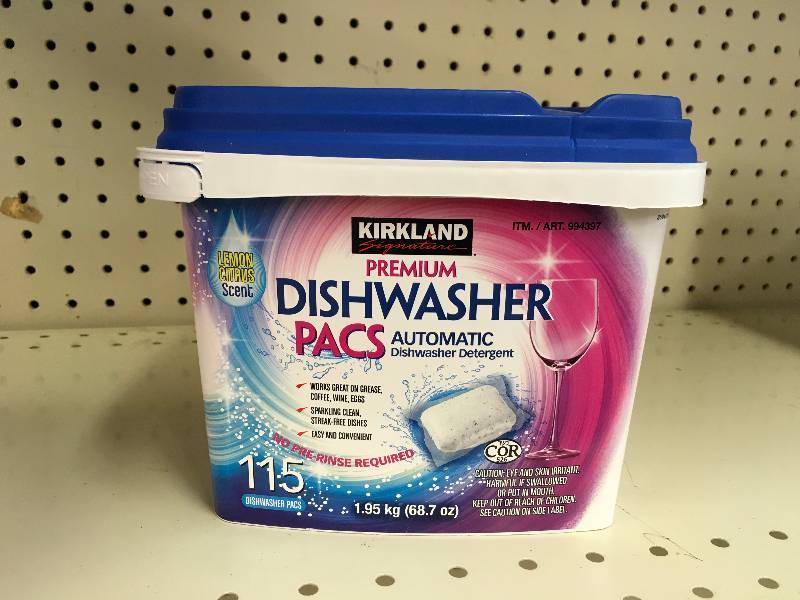 KIRKLAND
Signature
ITM. / ART. 994397
LEMON
CITRUS
Scent
PREMIUM
DISHWASHER
PACS
AUTOMATIC
Dishwasher Detergent
WORKS GREAT ON GREASE,
COFFEE, WINE, EGGS
SPARKLING CLEAN,
STREAK-FREE DISHES
EASY AND CONVENIENT
NO PRE-RINSE REQUIRED
115
DISHWASHER PACS
1.95 kg (68.7 oz)
COR
CAUTION: EYE AND SKIN IRRITANT.
HARMFUL IF SWALLOWED
OR PUT IN MOUTH.
KEEP OUT OF REACH OF CHILDREN.
SEE CAUTION ON SIDE LABEL.